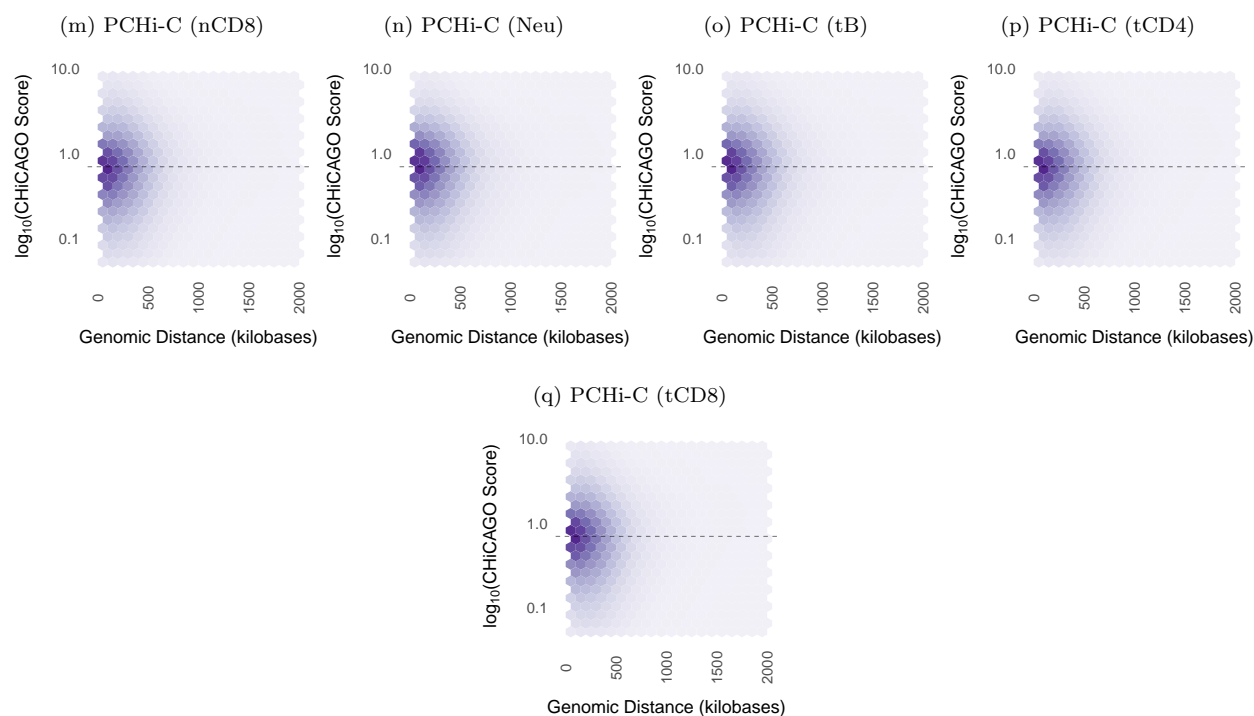 (m) PCHi-C (nCD8)
(n) PCHi-C (Neu)
(o) PCHi-C (tB)
(p) PCHi-C (tCD4)
log₁₀(CHiCAGO Score)
10.0
1.0
0.1
0
500
1000
1500
2000
Genomic Distance (kilobases)
log₁₀(CHiCAGO Score)
10.0
1.0
0.1
0
500
1000
1500
2000
Genomic Distance (kilobases)
log₁₀(CHiCAGO Score)
10.0
1.0
0.1
0
500
1000
1500
2000
Genomic Distance (kilobases)
log₁₀(CHiCAGO Score)
10.0
1.0
0.1
0
500
1000
1500
2000
Genomic Distance (kilobases)
(q) PCHi-C (tCD8)
log₁₀(CHiCAGO Score)
10.0
1.0
0.1
0
500
1000
1500
2000
Genomic Distance (kilobases)